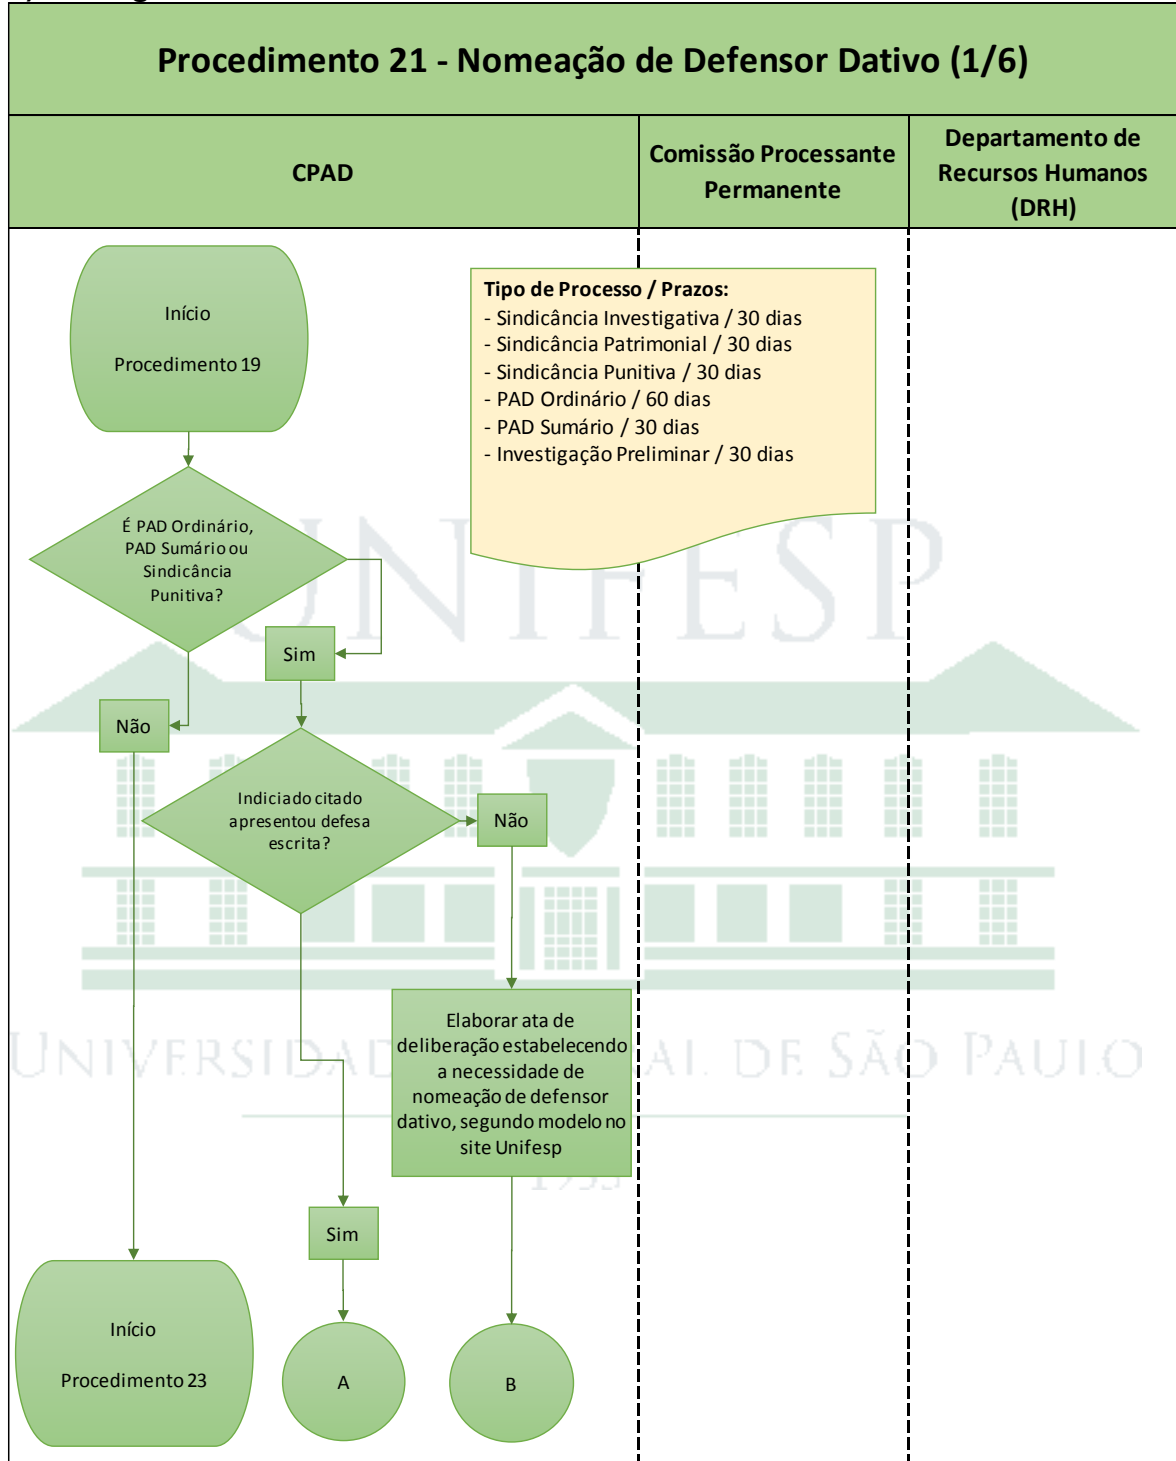 Procedimento 21 - Nomeação de Defensor Dativo (1/6)
CPAD
Comissão Processante
Permanente
Departamento de
Recursos Humanos
(DRH)
Início
Procedimento 19
Tipo de Processo / Prazos:
- Sindicância Investigativa / 30 dias
- Sindicância Patrimonial / 30 dias
- Sindicância Punitiva / 30 dias
- PAD Ordinário / 60 dias
- PAD Sumário / 30 dias
- Investigação Preliminar / 30 dias
É PAD Ordinário,
PAD Sumário ou
Sindicância
Punitiva?
UNIFESP
Sim
Não
Indiciado citado
apresentou defesa
escrita?
Não
Elaborar ata de
deliberação estabelecendo
a necessidade de
nomeação de defensor
dativo, segundo modelo no
site Unifesp
DE SÃO PAULO
Sim
Início
Procedimento 23
A
B